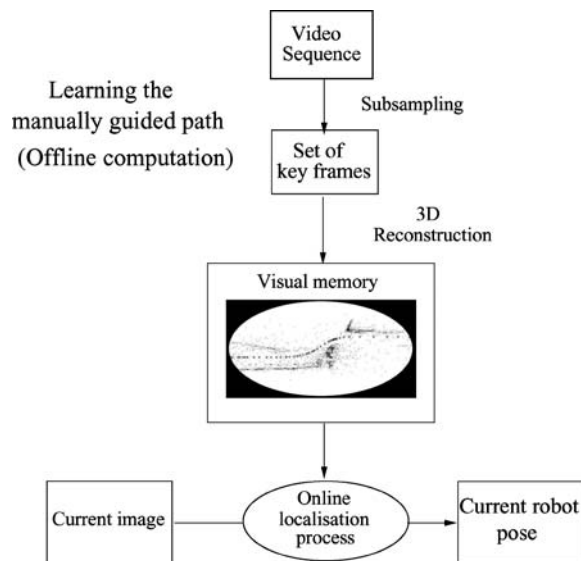 Video
Sequence
Learning the
manually guided path
(Offline computation)
Subsampling
Set of
key frames
3D
Reconstruction
Visual memory
Current image
Online
localisation
process
Current robot
pose